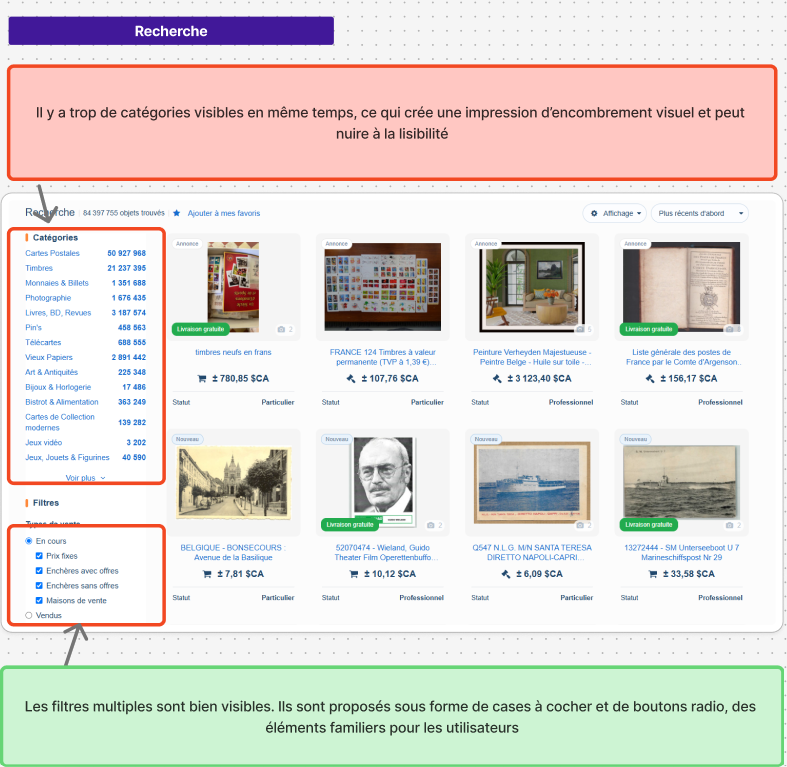 Recherche
Il y a trop de catégories visibles en même temps, ce qui crée une impression d'encombrement visuel et peut
nuire à la lisibilité
Recherche 84 397 755 objets trouvés Ajouter à mes favoris Affichage Plus récents d'abord
Catégories
Cartes Postales 50 927 968
Timbres 21 237 395
Monnaies & Billets 1 351 688
Photographie 1 676 435
Livres, BD, Revues 3 187 574
Pin's 458 563
Télécartes 688 555
Vieux Papiers 2 891 442
Art & Antiquités 225 348
Bijoux & Horlogerie 17 486
Bistrot & Alimentation 363 249
Cartes de Collection
modernes 139 282
Jeux vidéo 3 202
Jeux, Jouets & Figurines 40 590
Voir plus
Filtres
Types de vente
En cours
Prix fixes
Enchères avec offres
Enchères sans offres
Maisons de vente
Vendus
Annonce
Livraison gratuite 2
timbres neufs en frans
± 780,85 $CA
Statut Particulier
Annonce
FRANCE 124 Timbres à valeur
permanente (TVP à 1,39 €)...
± 107,76 $CA
Statut Particulier
Annonce
Peinture Verheyden Majestueuse -
Peintre Belge - Huile sur toile -...
± 3 123,40 $CA
Statut Professionnel
Annonce
Livraison gratuite
Liste générale des postes de
France par le Comte d'Argenson..
± 156,17 $CA
Statut Professionnel
Nouveau
BELGIQUE - BONSECOURS :
Avenue de la Basilique
± 7,81 $CA
Statut Particulier
Nouveau
Livraison gratuite 2
52070474 - Wieland, Guido
Theater Film Operettenbuffo...
± 10,12 $CA
Statut Professionnel
Nouveau
2
Q547 N.L.G. M/N SANTA TERESA
DIRETTO NAPOLI-CAPRI...
± 6,09 $CA
Statut Particulier
Nouveau
Livraison gratuite 2
13272444 - SM Unterseeboot U 7
Marineschiffspost Nr 29
± 33,58 $CA
Statut Professionnel
Les filtres multiples sont bien visibles. Ils sont proposés sous forme de cases à cocher et de boutons radio, des
éléments familiers pour les utilisateurs